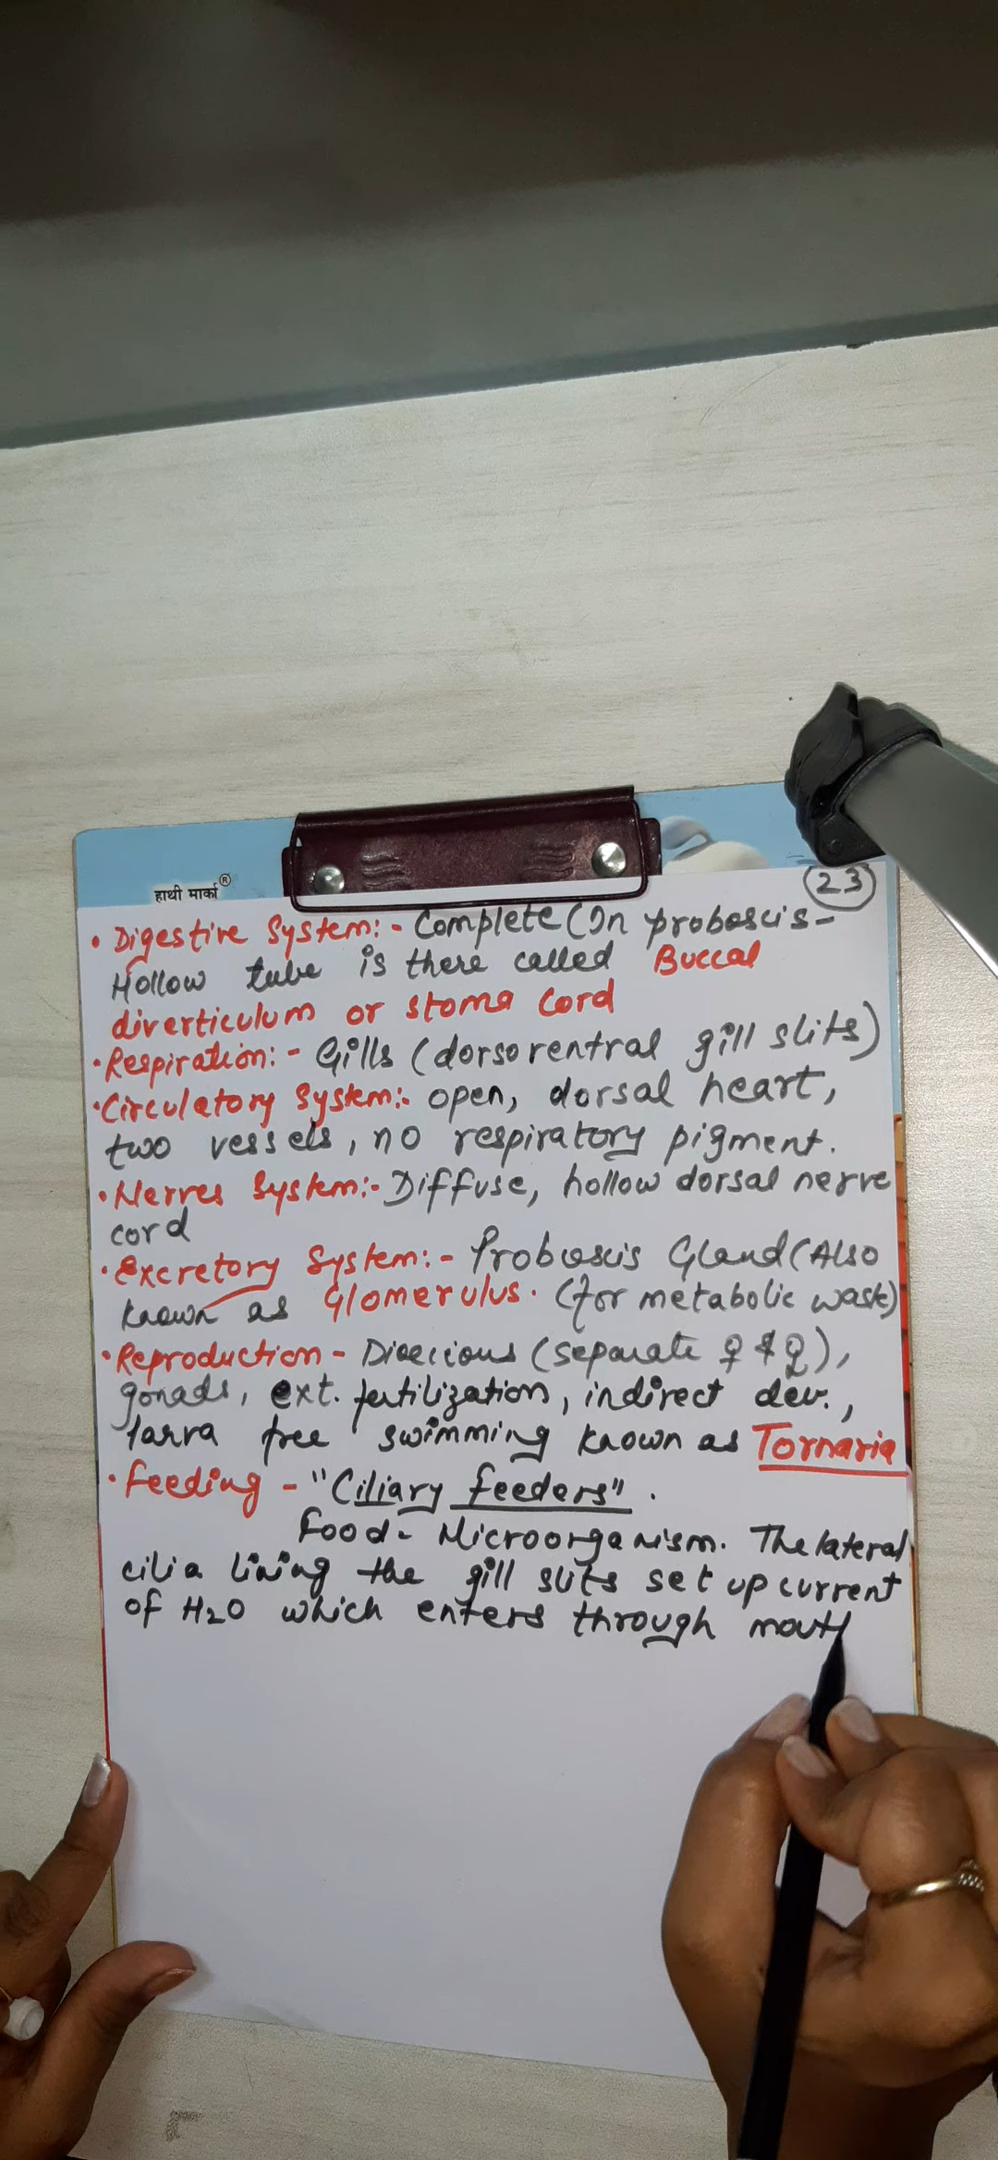 हाथी मार्का®
23
• Digestive System:- Complete (In proboscis-
Hollow tube is there called Buccal
diverticulum or stoma cord
• Respiration:- Gills (dorsorentral gill slits)
• Circulatory System:- open, dorsal heart,
two vessels, no respiratory pigment.
• Nerves System:- Diffuse, hollow dorsal nerve
cord
• Excretory System:- Proboscis Gland (Also
known as Glomerulus. (for metabolic waste)
• Reproduction - Dioecious (separate ♀ & ♀),
gonads, ext. fertilization, indirect dev.,
larva free swimming known as Tornaria
• Feeding - "Ciliary feeders".
Food- Microorganism. The lateral
cilia lining the gill slits set up current
of H2O which enters through mouth